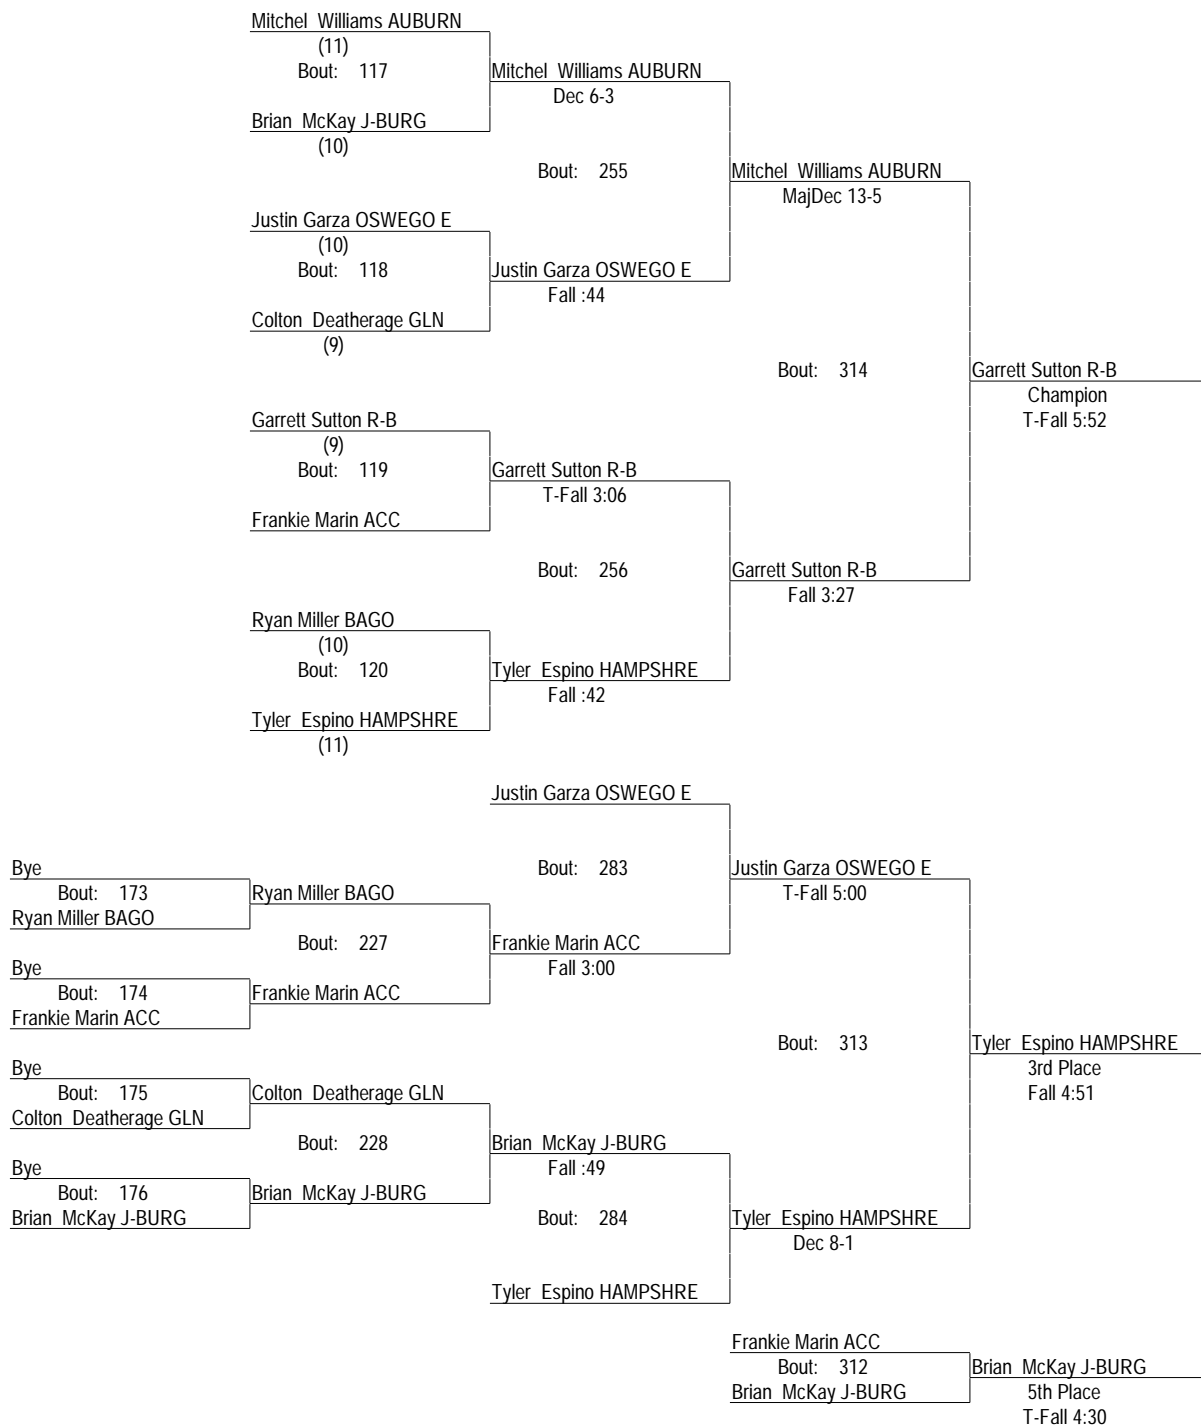 Mitchel Williams AUBURN
(11)
Bout: 117
Mitchel Williams AUBURN
Dec 6-3
Brian McKay J-BURG
(10)
Bout: 255
Mitchel Williams AUBURN
MajDec 13-5
Justin Garza OSWEGO E
(10)
Bout: 118
Justin Garza OSWEGO E
Fall :44
Colton Deatherage GLN
(9)
Bout: 314
Garrett Sutton R-B
Champion
T-Fall 5:52
Garrett Sutton R-B
(9)
Bout: 119
Garrett Sutton R-B
T-Fall 3:06
Frankie Marin ACC
Bout: 256
Garrett Sutton R-B
Fall 3:27
Ryan Miller BAGO
(10)
Bout: 120
Tyler Espino HAMPSHRE
Fall :42
Tyler Espino HAMPSHRE
(11)
Justin Garza OSWEGO E
Bye
Bout: 283
Justin Garza OSWEGO E
T-Fall 5:00
Bout: 173
Ryan Miller BAGO
Ryan Miller BAGO
Bout: 227
Frankie Marin ACC
Fall 3:00
Bye
Bout: 174
Frankie Marin ACC
Frankie Marin ACC
Bout: 313
Tyler Espino HAMPSHRE
3rd Place
Fall 4:51
Bye
Bout: 175
Colton Deatherage GLN
Colton Deatherage GLN
Bout: 228
Brian McKay J-BURG
Fall :49
Bye
Bout: 176
Brian McKay J-BURG
Brian McKay J-BURG
Bout: 284
Tyler Espino HAMPSHRE
Dec 8-1
Tyler Espino HAMPSHRE
Frankie Marin ACC
Bout: 312
Brian McKay J-BURG
Brian McKay J-BURG
5th Place
T-Fall 4:30